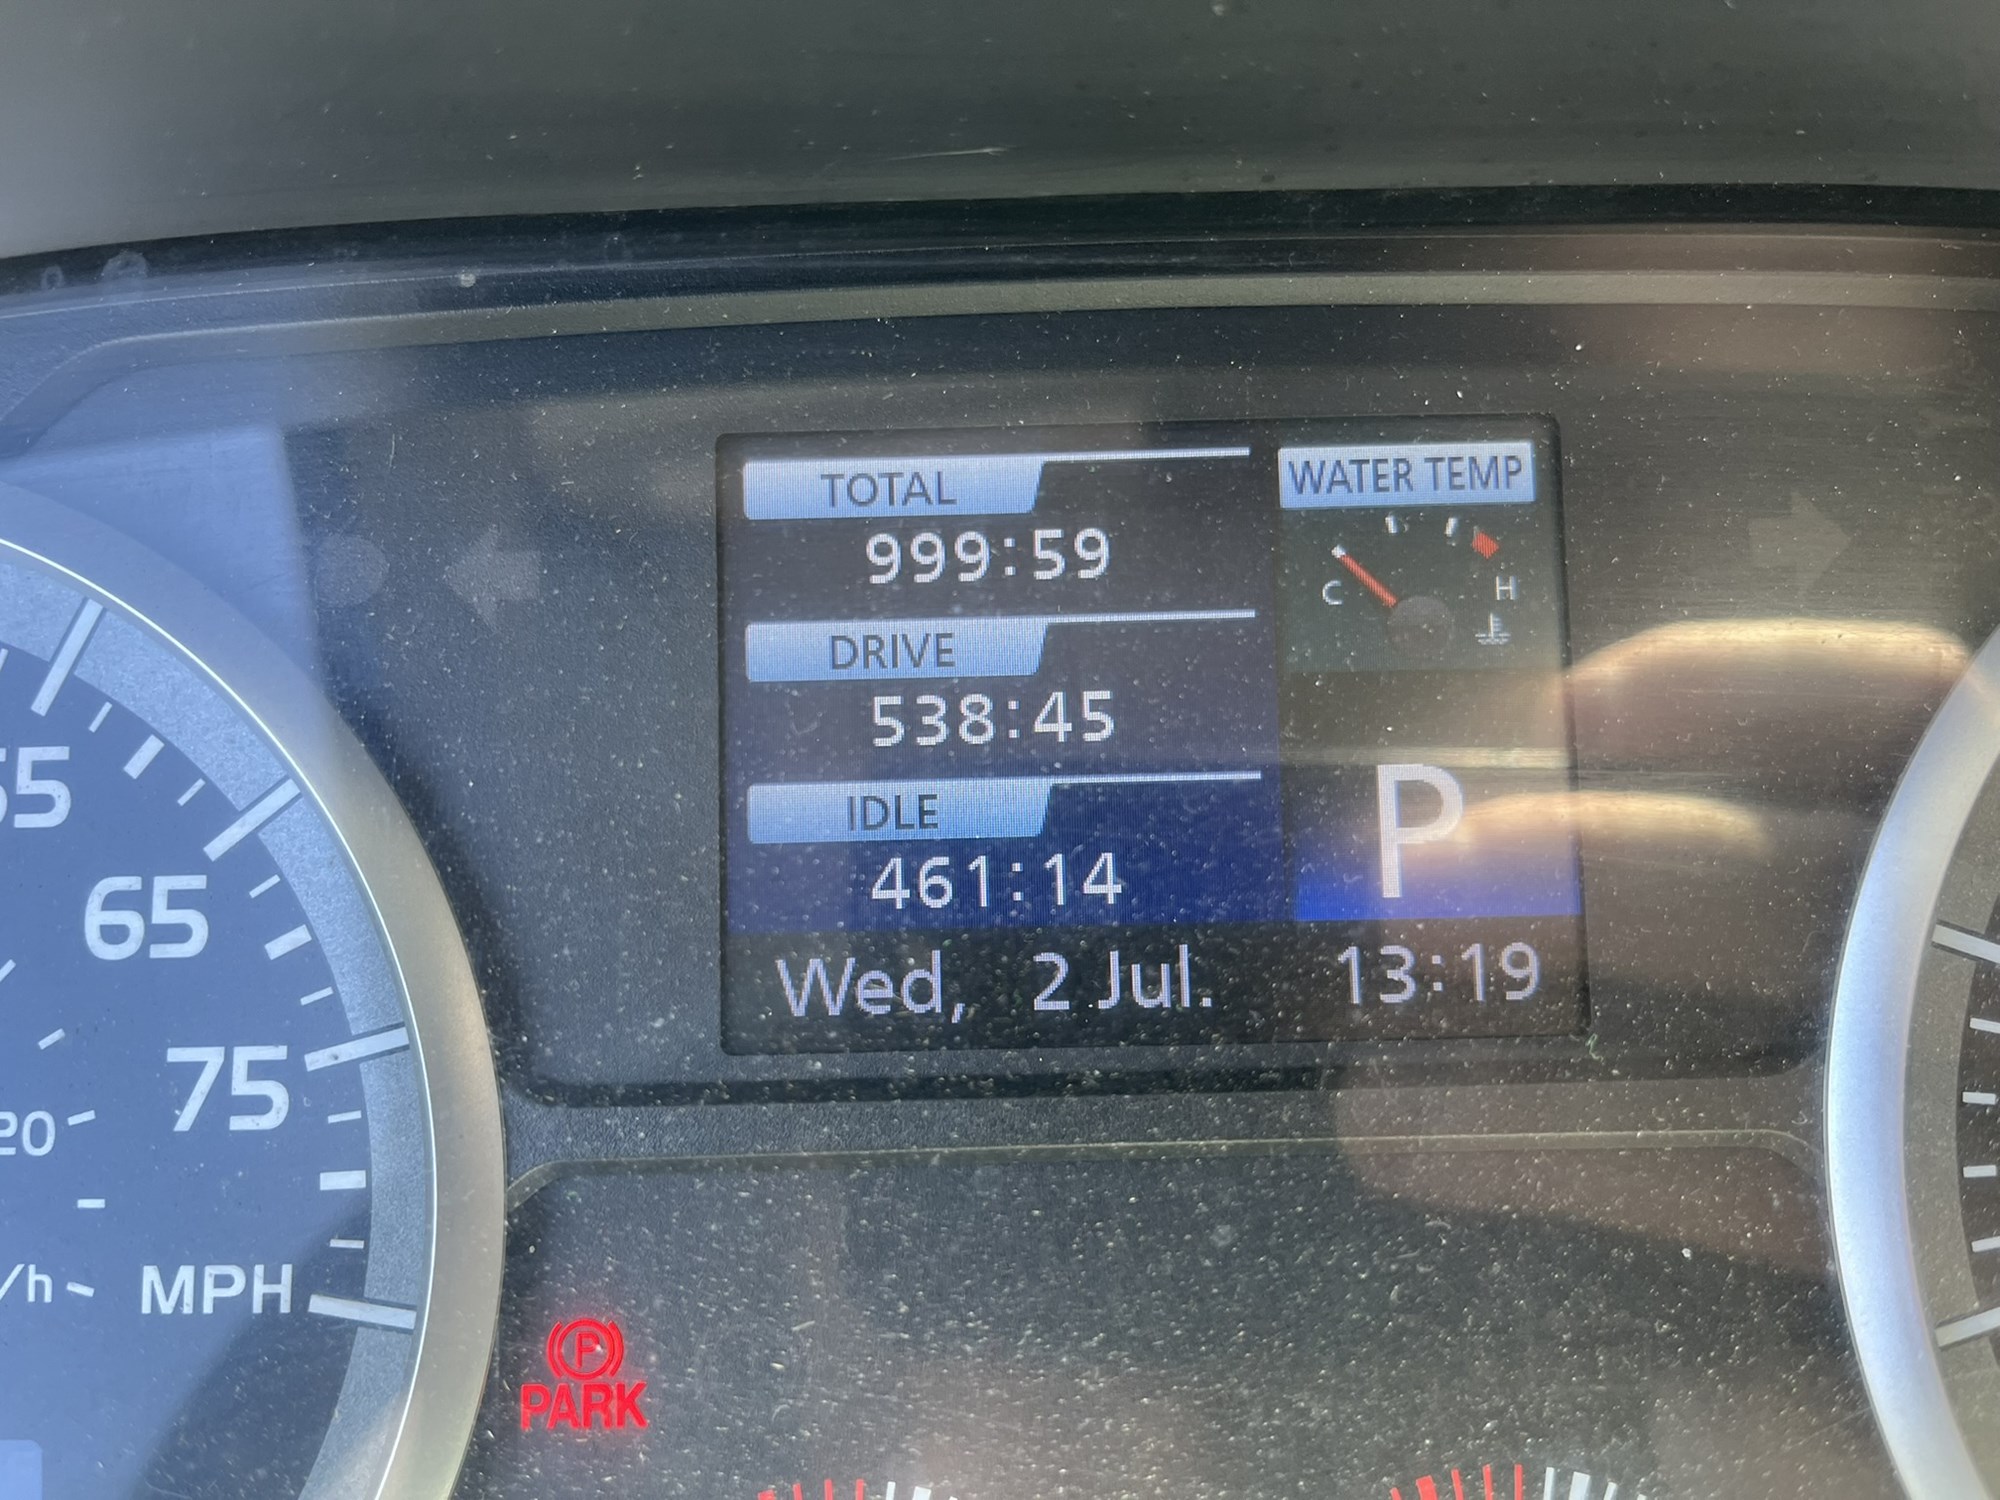 TOTAL
999:59
DRIVE
538:45
IDLE
461:14
WATER TEMP
C
H
P
Wed, 2 Jul. 13:19
65
75
20
/h
MPH
PARK